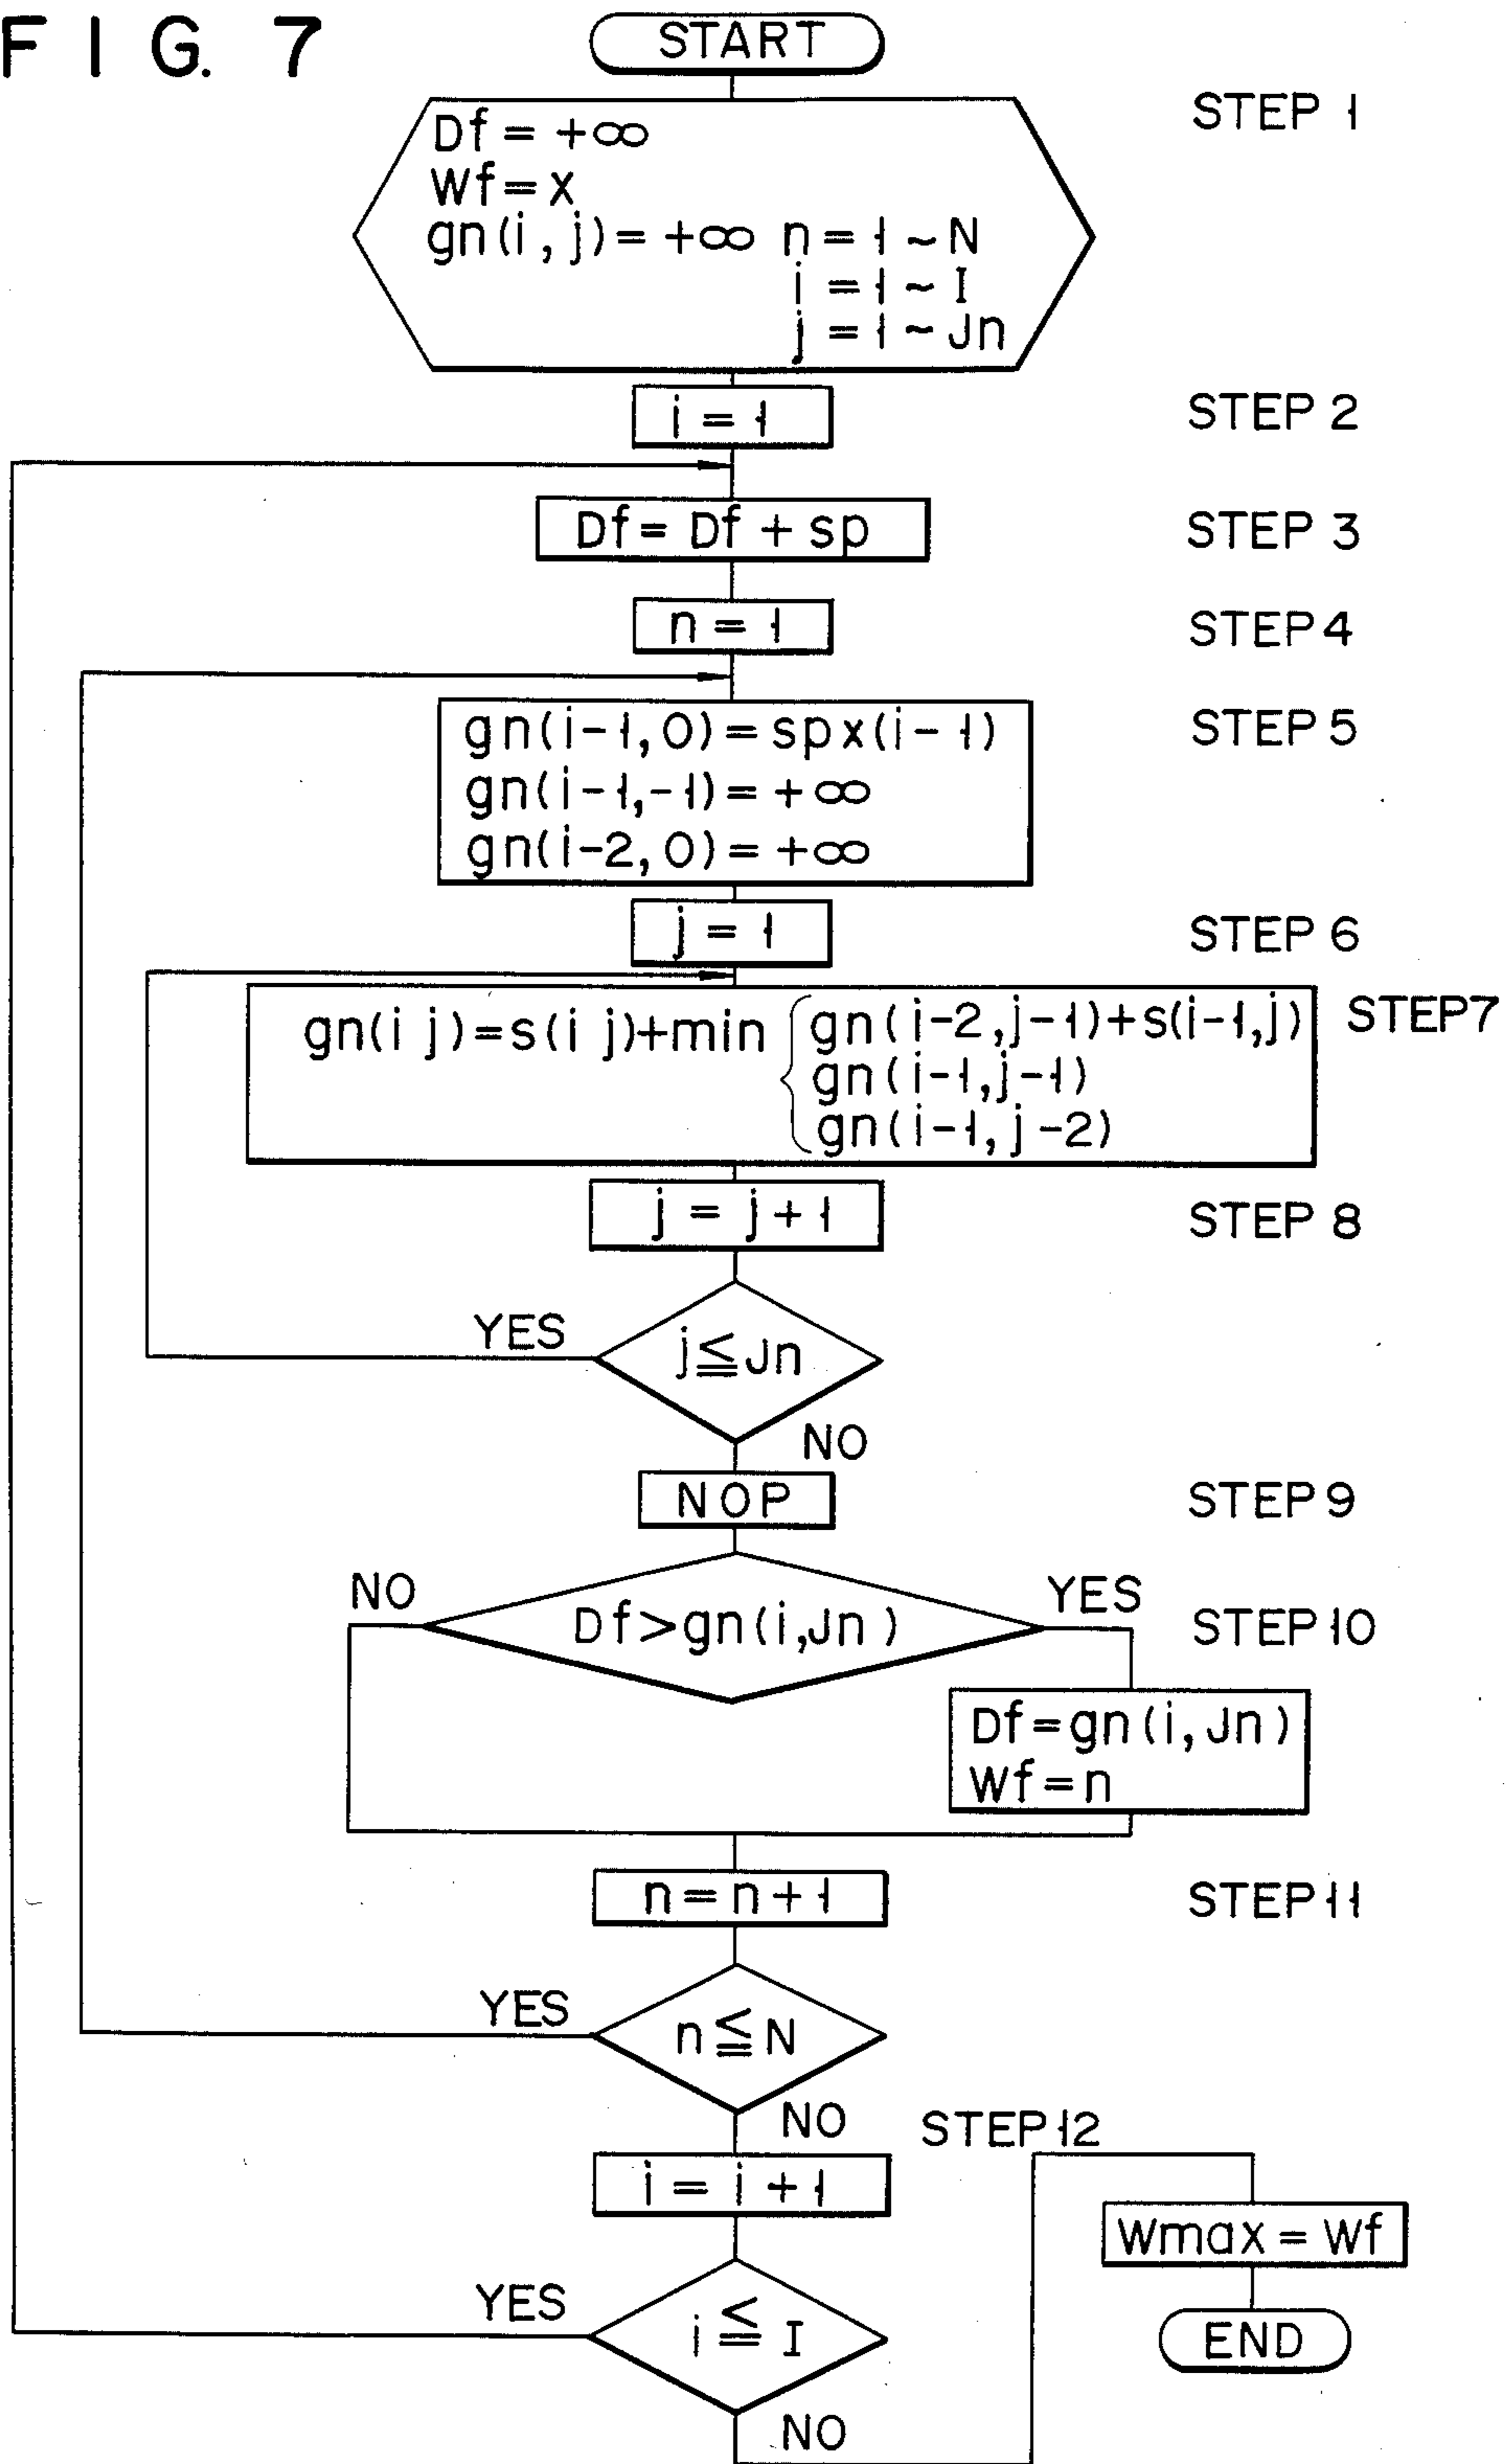 FIG. 7
START
STEP 1
Df = +∞
Wf = x
gn(i, j) = +∞ n = 1 ~ N
i = 1 ~ I
j = 1 ~ Jn
i = 1
STEP 2
Df = Df + sp
STEP 3
n = 1
STEP 4
gn(i-1, 0) = sp x (i-1)
gn(i-1, -1) = +∞
gn(i-2, 0) = +∞
STEP 5
j = 1
STEP 6
gn(i j) = s(i j) + min { gn(i-2, j-1) + s(i-1, j)
gn(i-1, j-1)
gn(i-1, j-2)
STEP 7
j = j + 1
STEP 8
YES
j ≦ Jn
NO
NOP
STEP 9
NO
Df > gn(i, Jn)
YES
STEP 10
Df = gn(i, Jn)
Wf = n
n = n + 1
STEP 11
YES
n ≦ N
NO
STEP 12
i = i + 1
Wmax = Wf
YES
i ≦ I
END
NO